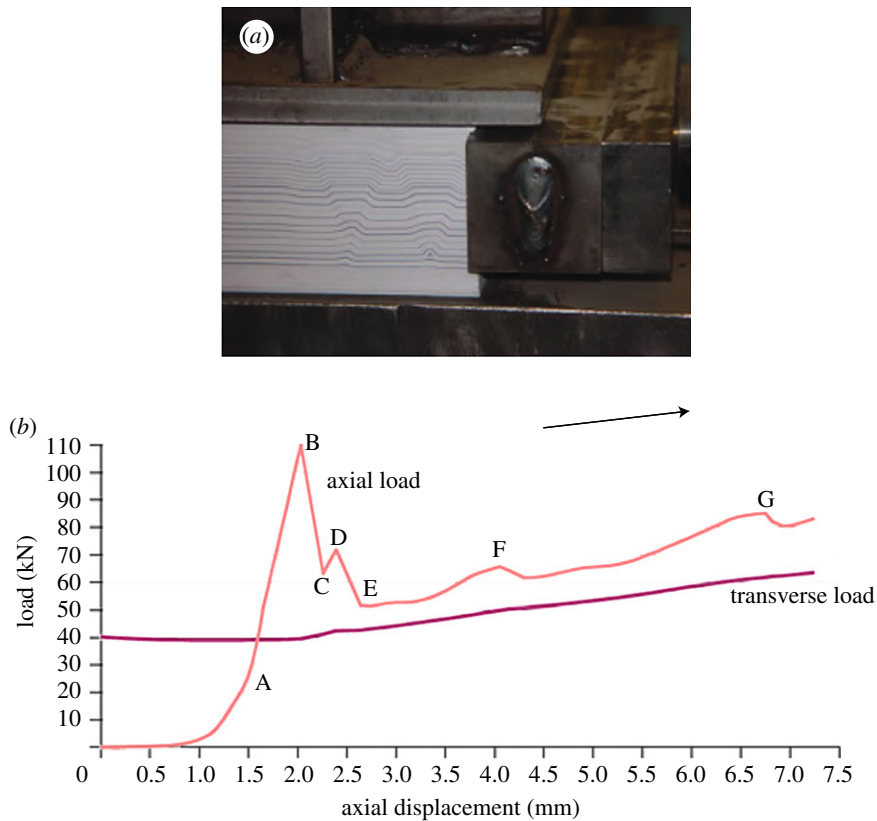 (a)
(b)
110
100
90
80
70
60
50
40
30
20
10
load (kN)
B
axial load
D
C
E
F
G
A
transverse load
0 0.5 1.0 1.5 2.0 2.5 3.0 3.5 4.0 4.5 5.0 5.5 6.0 6.5 7.0 7.5
axial displacement (mm)